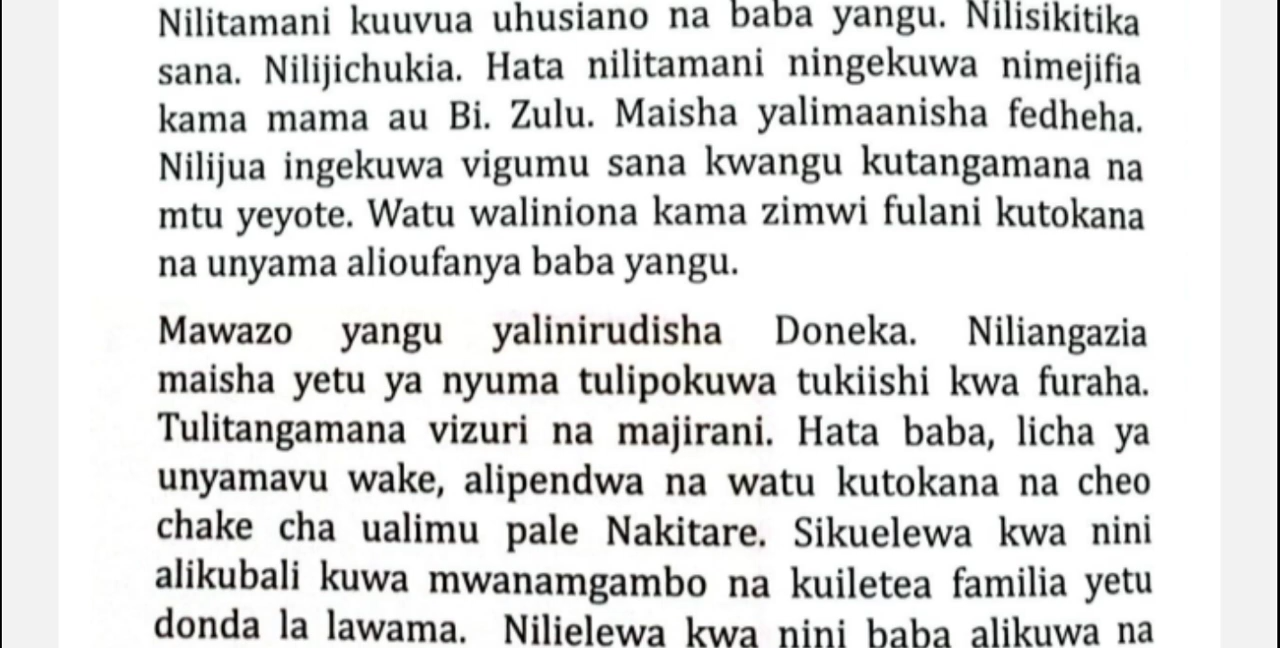 Nilitamani kuuvua uhusiano na baba yangu. Nilisikitika
sana. Nilijichukia. Hata nilitamani ningekuwa nimejifia
kama mama au Bi. Zulu. Maisha yalimaanisha fedheha.
Nilijua ingekuwa vigumu sana kwangu kutangamana na
mtu yeyote. Watu waliniona kama zimwi fulani kutokana
na unyama alioufanya baba yangu.
Mawazo yangu yalinirudisha Doneka. Niliangazia
maisha yetu ya nyuma tulipokuwa tukiishi kwa furaha.
Tulitangamana vizuri na majirani. Hata baba, licha ya
unyamavu wake, alipendwa na watu kutokana na cheo
chake cha ualimu pale Nakitare. Sikuelewa kwa nini
alikubali kuwa mwanamgambo na kuiletea familia yetu
donda la lawama. Nilielewa kwa nini baba alikuwa na